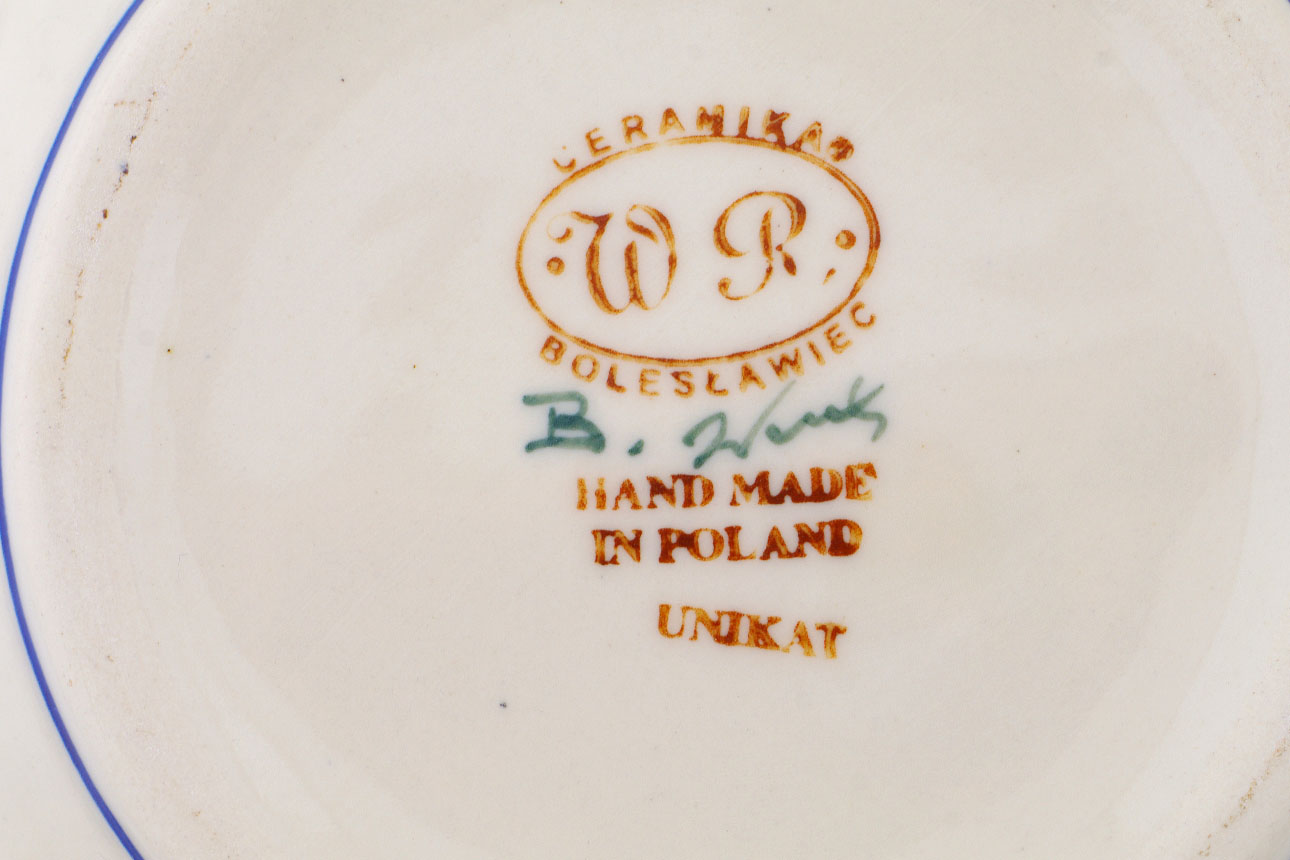 CERAMIKA
W R
BOLESŁAWIEC
B.
HAND MADE
IN POLAND
UNIKAT